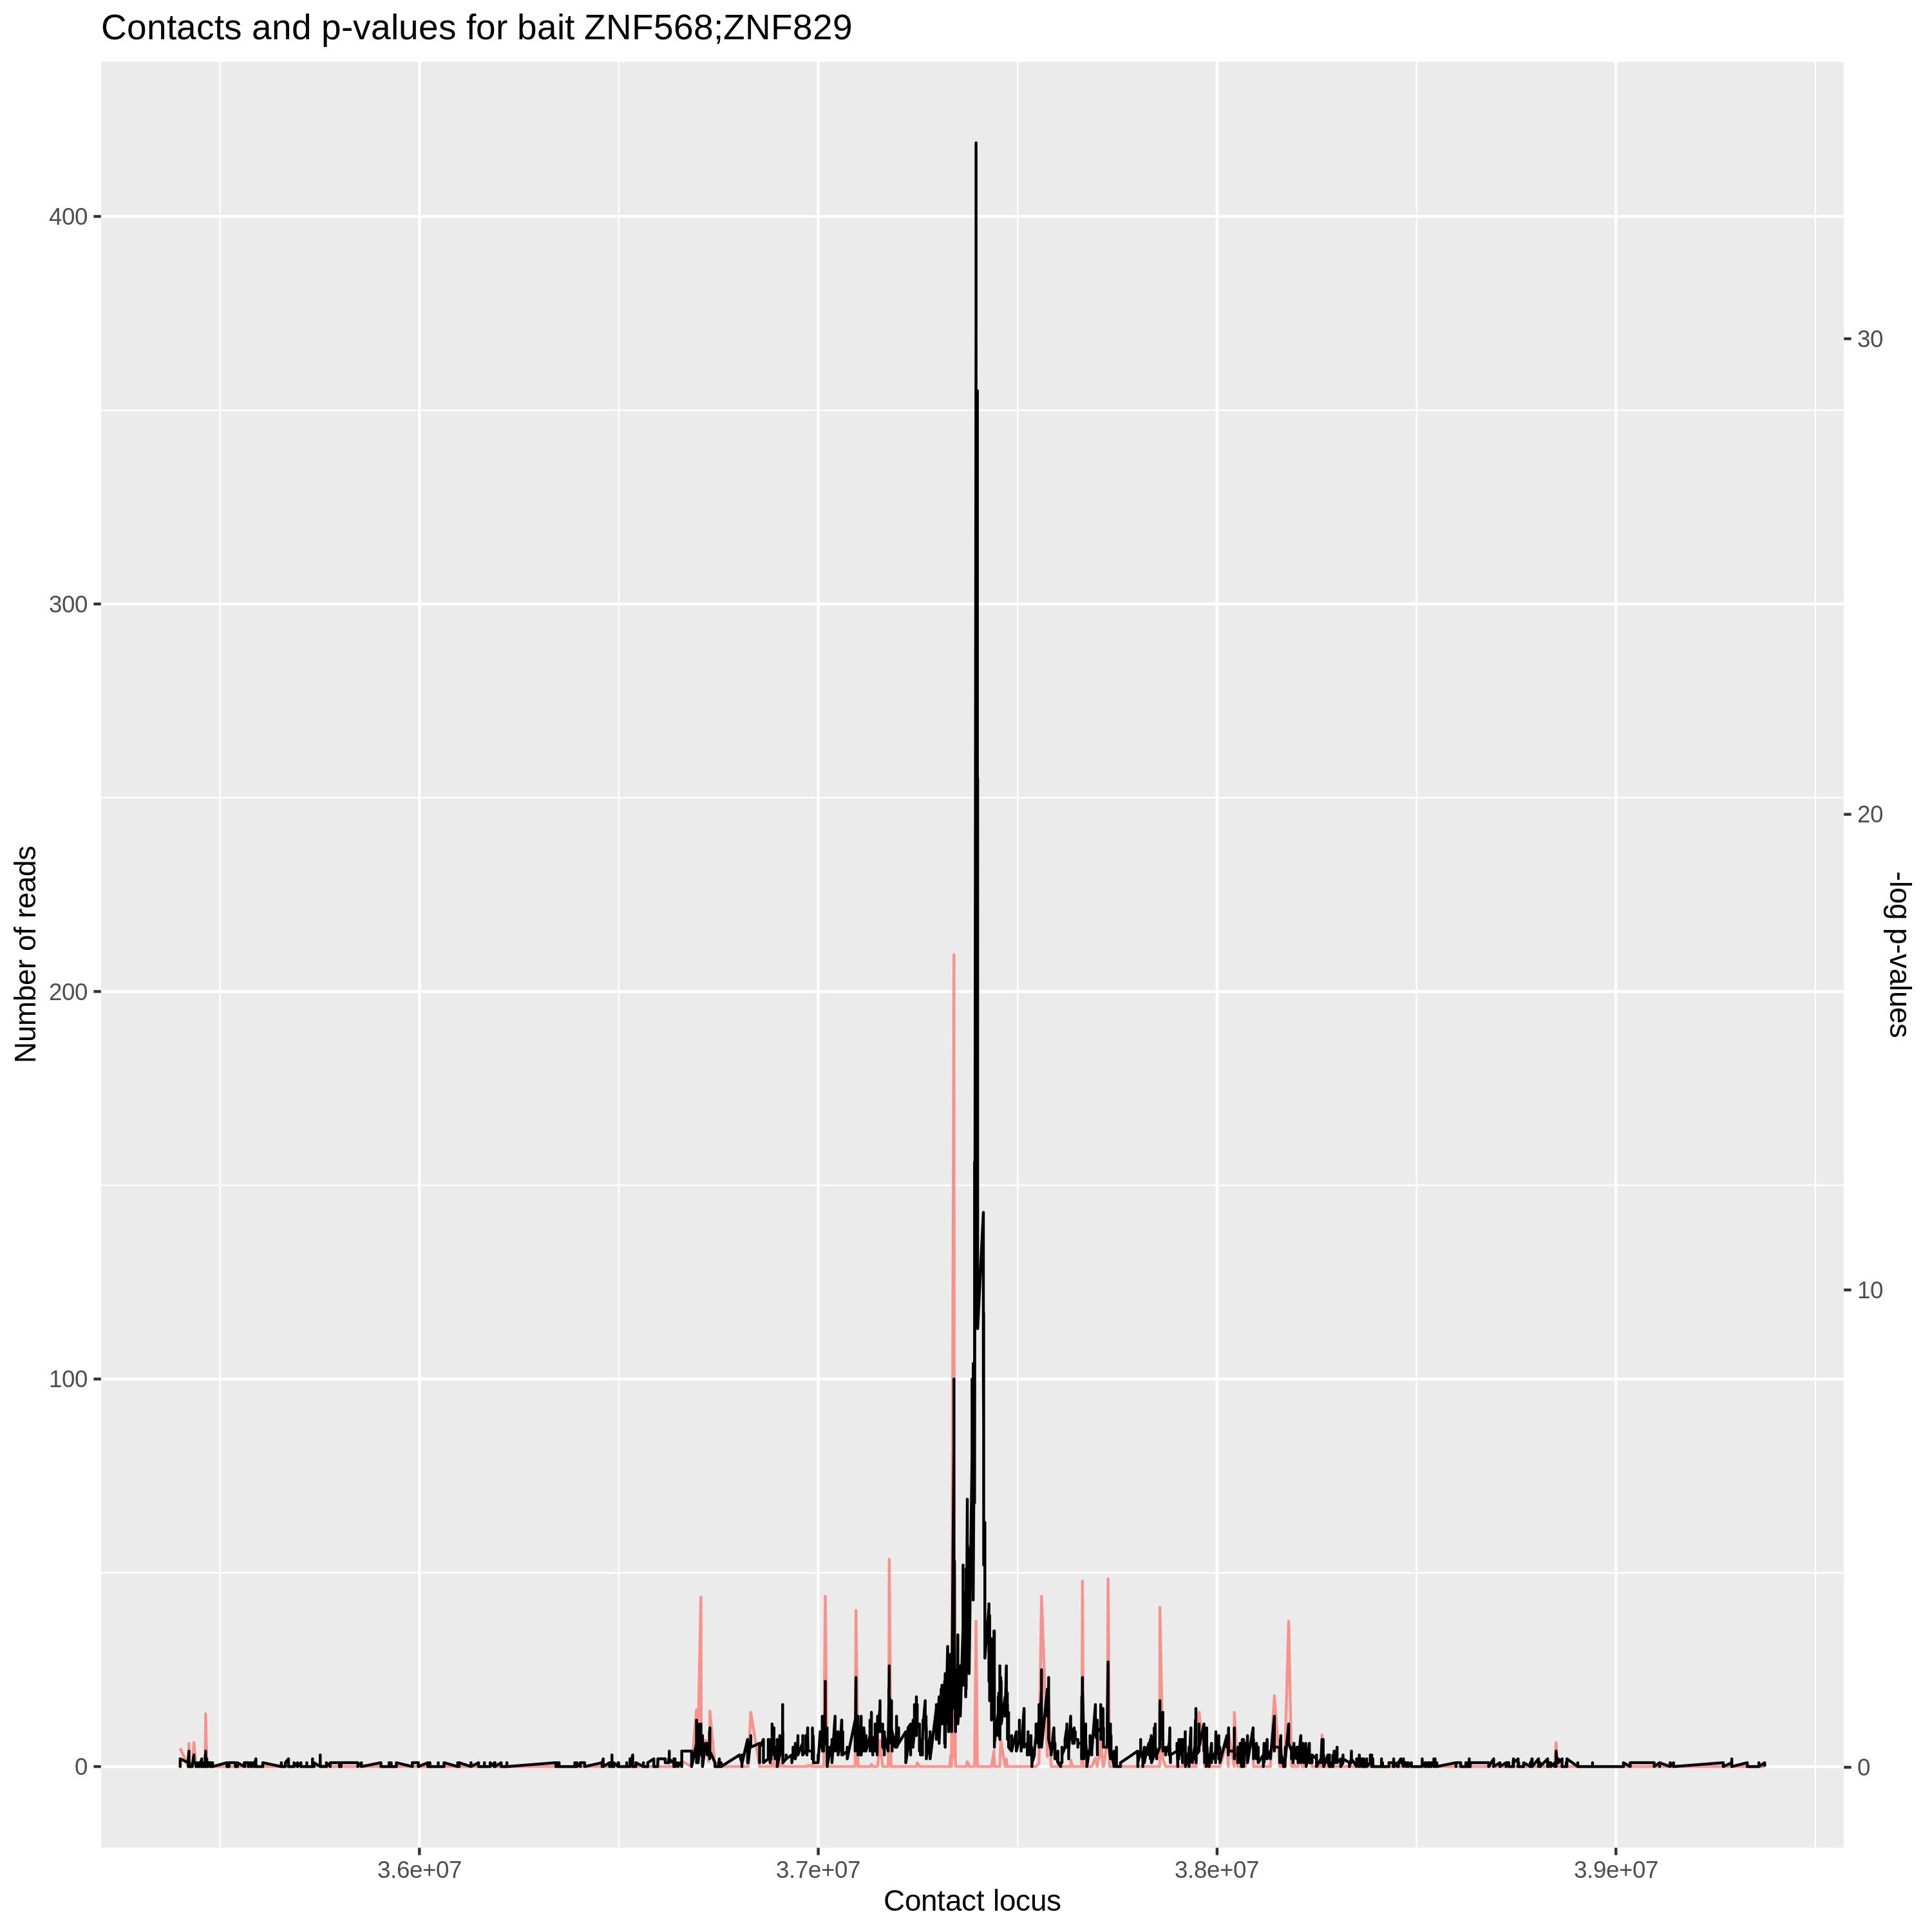 Contacts and p-values for bait ZNF568;ZNF829
400
300
200
100
0
Number of reads
30
20
10
0
-log p-values
3.6e+07
3.7e+07
3.8e+07
3.9e+07
Contact locus